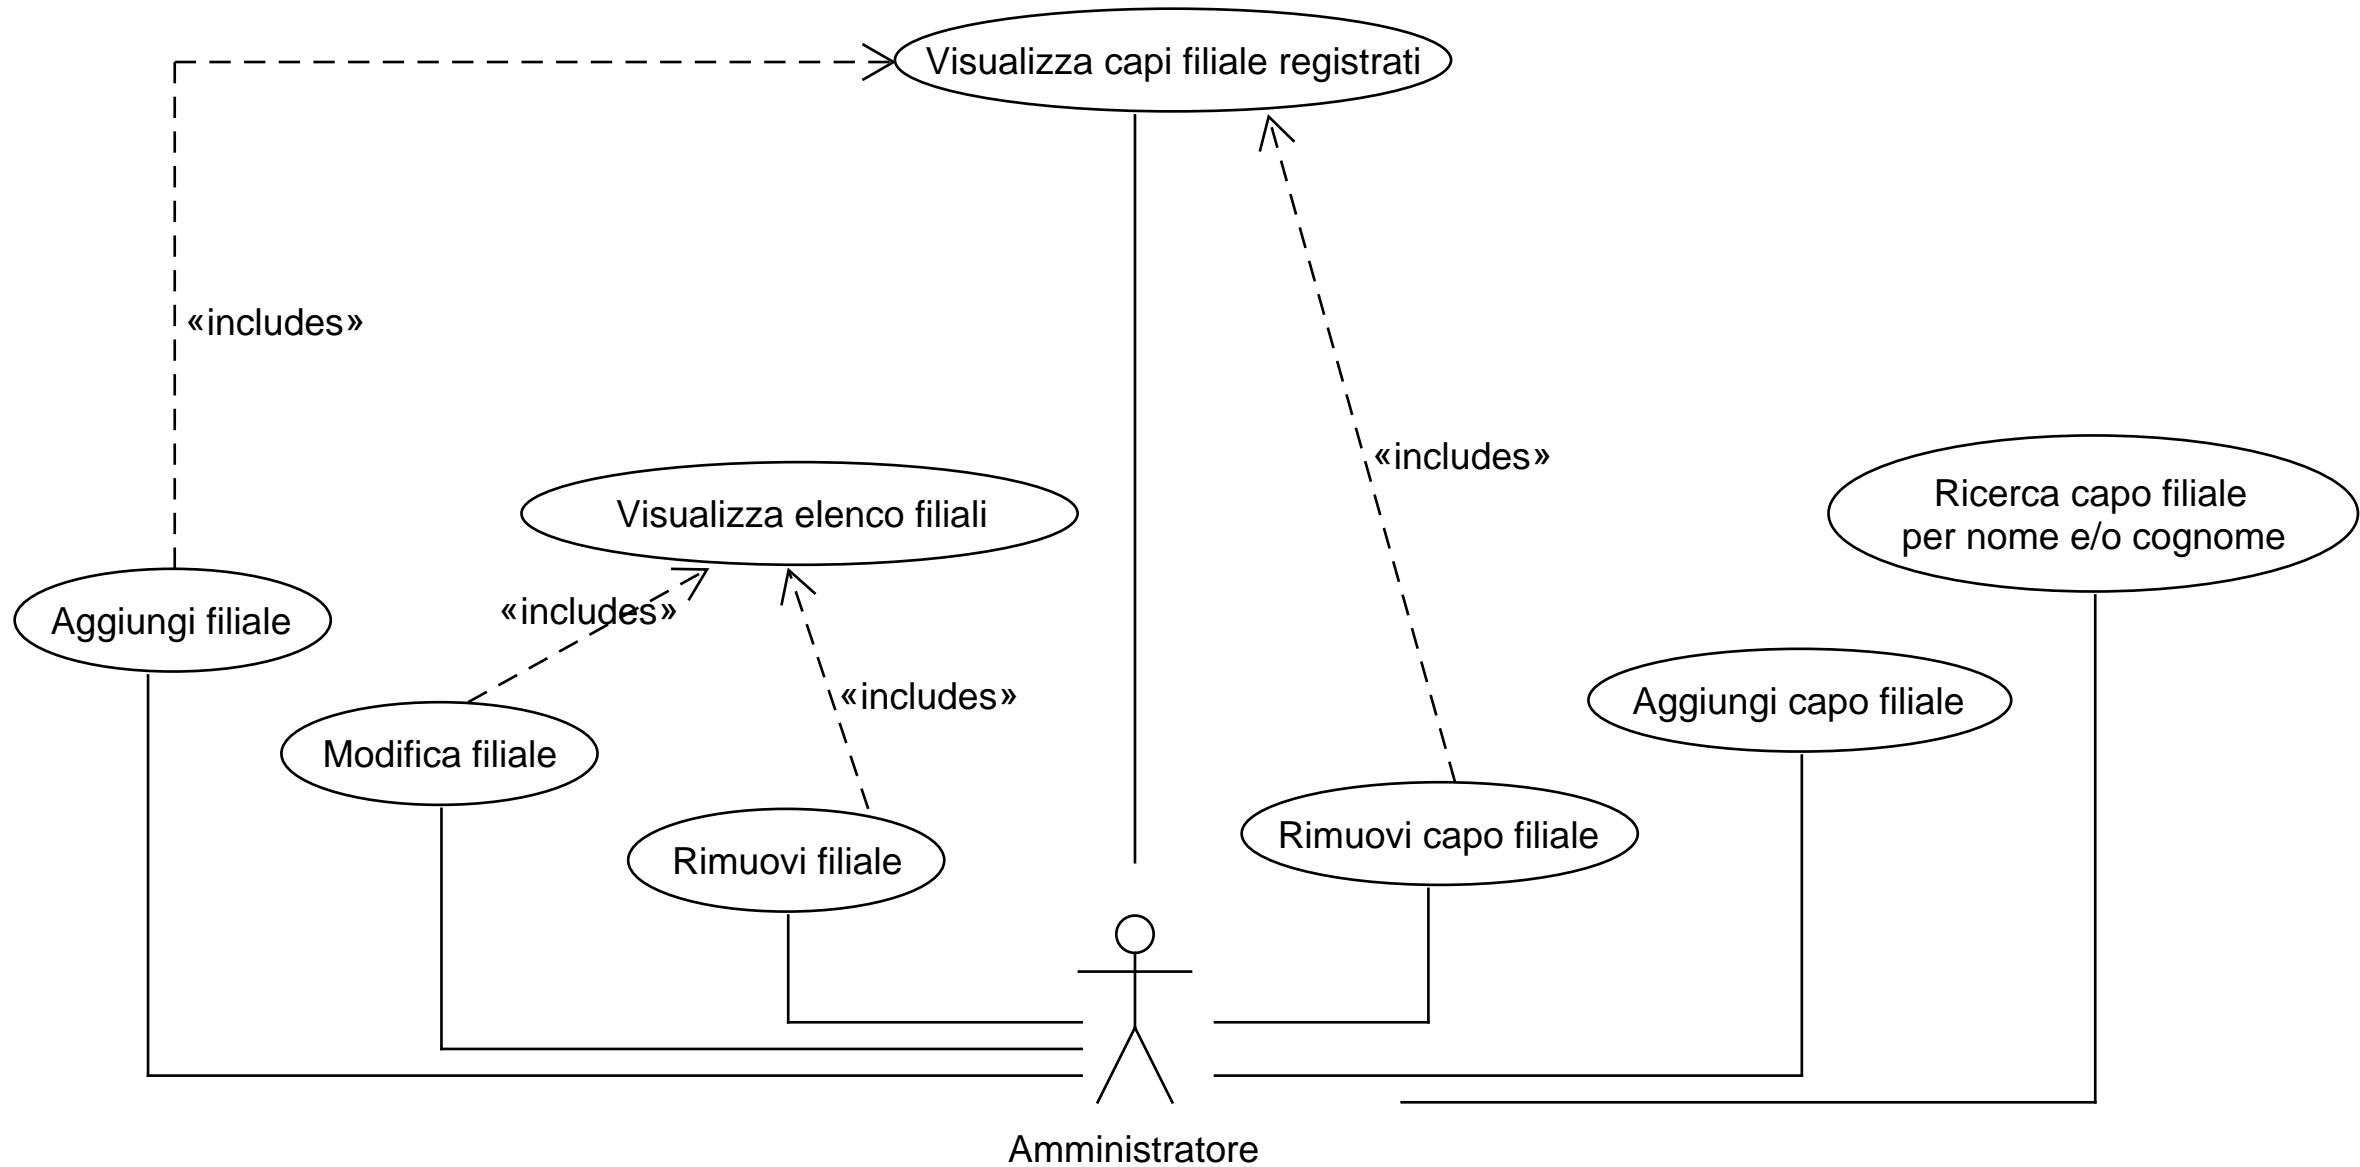 Visualizza capi filiale registrati
«includes»
«includes»
Visualizza elenco filiali
Ricerca capo filiale
per nome e/o cognome
Aggiungi filiale
«includes»
«includes»
Aggiungi capo filiale
Modifica filiale
Rimuovi filiale
Rimuovi capo filiale
Amministratore